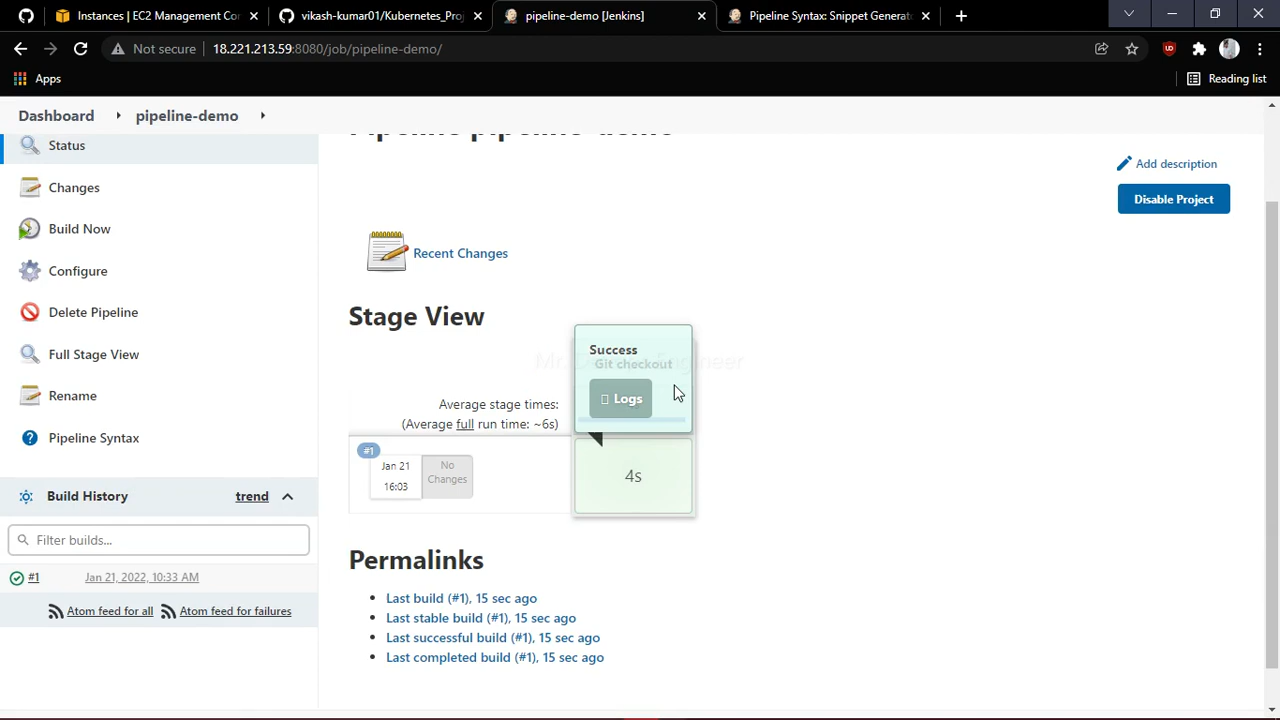 Instances | EC2 Management Co
vikash-kumar01/Kubernetes_Proj
pipeline-demo [Jenkins]
Pipeline Syntax: Snippet Generato
Not secure
18.221.213.59:8080/job/pipeline-demo/
Apps
Reading list
Dashboard
pipeline-demo
Pipeline pipeline-demo
Status
Changes
Build Now
Configure
Delete Pipeline
Full Stage View
Rename
Pipeline Syntax
Build History
trend
Filter builds...
#1
Jan 21, 2022, 10:33 AM
Atom feed for all
Atom feed for failures
Add description
Disable Project
Recent Changes
Stage View
Success
Git checkout
Logs
Average stage times:
(Average full run time: ~6s)
#1
Jan 21
16:03
No
Changes
4s
Permalinks
Last build (#1), 15 sec ago
Last stable build (#1), 15 sec ago
Last successful build (#1), 15 sec ago
Last completed build (#1), 15 sec ago